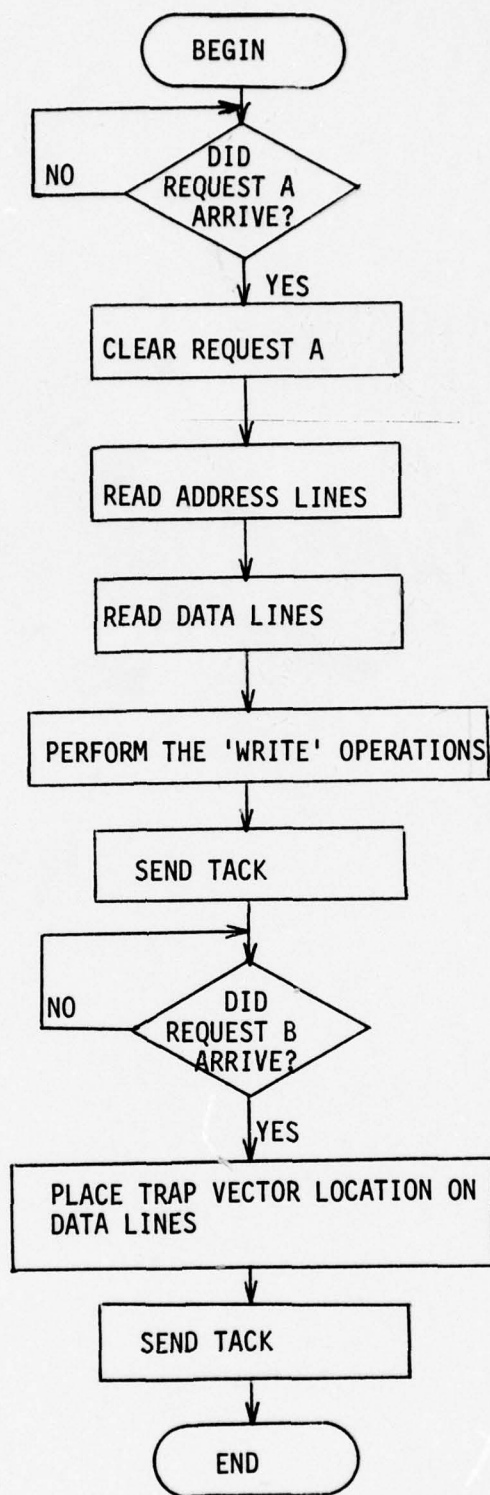 BEGIN
DID
REQUEST A
ARRIVE?
NO
YES
CLEAR REQUEST A
READ ADDRESS LINES
READ DATA LINES
PERFORM THE 'WRITE' OPERATIONS
SEND TACK
DID
REQUEST B
ARRIVE?
NO
YES
PLACE TRAP VECTOR LOCATION ON
DATA LINES
SEND TACK
END